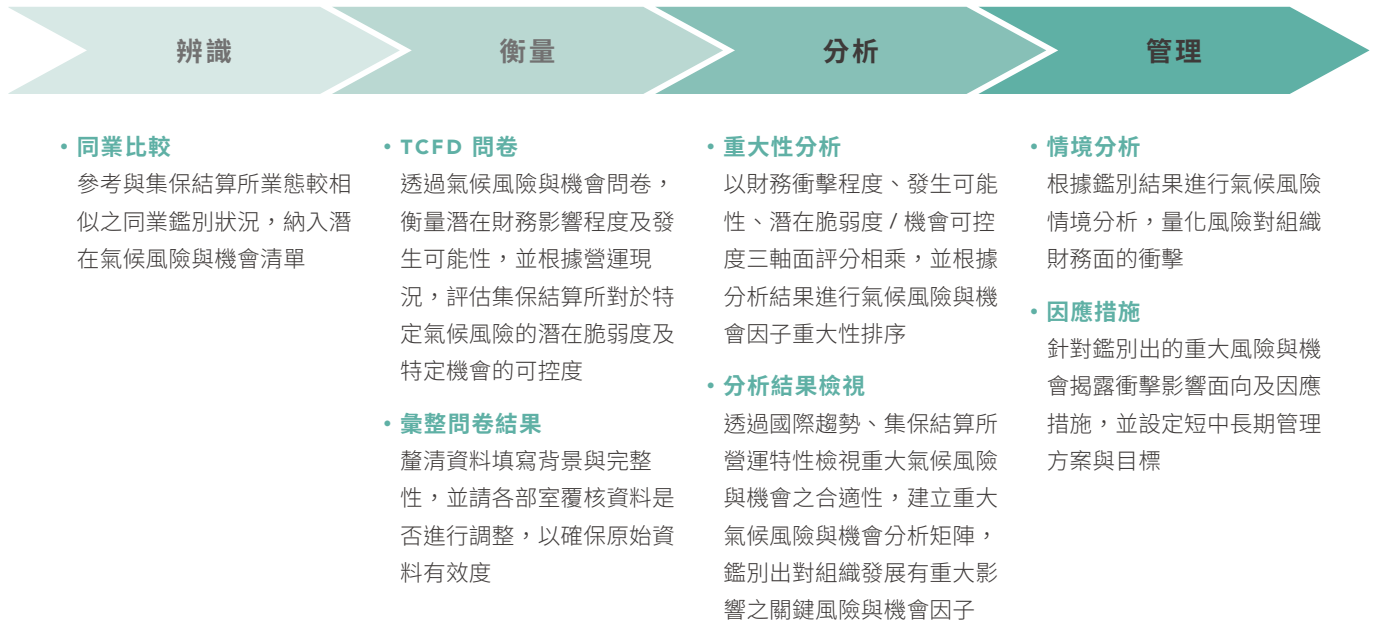 辨識
衡量
分析
管理
•同業比較
參考與集保結算所業態較相
似之同業鑑別狀況，納入潛
在氣候風險與機會清單
•TCFD 問卷
透過氣候風險與機會問卷，
衡量潛在財務影響程度及發
生可能性，並根據營運現
況，評估集保結算所對於特
定氣候風險的潛在脆弱度及
特定機會的可控度
•彙整問卷結果
釐清資料填寫背景與完整
性，並請各部室覆核資料是
否進行調整，以確保原始資
料有效度
•重大性分析
以財務衝擊程度、發生可能
性、潛在脆弱度 / 機會可控
度三軸面評分相乘，並根據
分析結果進行氣候風險與機
會因子重大性排序
•分析結果檢視
透過國際趨勢、集保結算所
營運特性檢視重大氣候風險
與機會之合適性，建立重大
氣候風險與機會分析矩陣，
鑑別出對組織發展有重大影
響之關鍵風險與機會因子
•情境分析
根據鑑別結果進行氣候風險
情境分析，量化風險對組織
財務面的衝擊
•因應措施
針對鑑別出的重大風險與機
會揭露衝擊影響面向及因應
措施，並設定短中長期管理
方案與目標